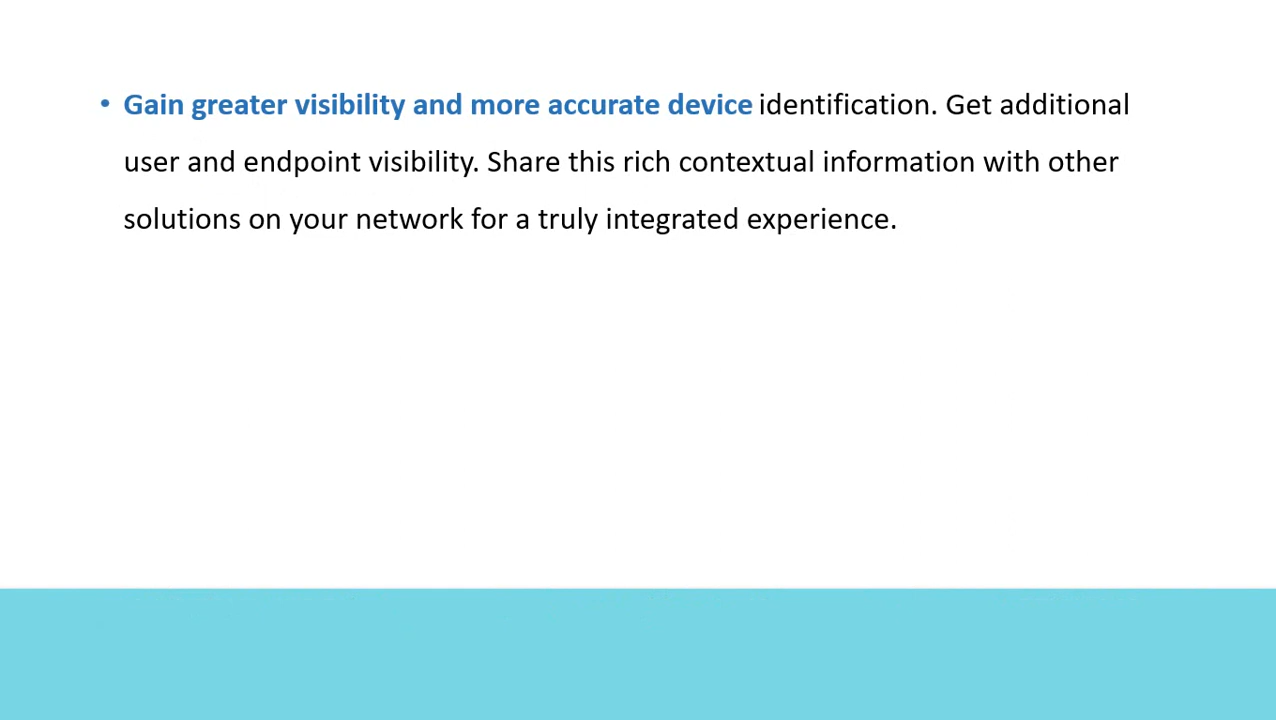 • Gain greater visibility and more accurate device identification. Get additional
user and endpoint visibility. Share this rich contextual information with other
solutions on your network for a truly integrated experience.